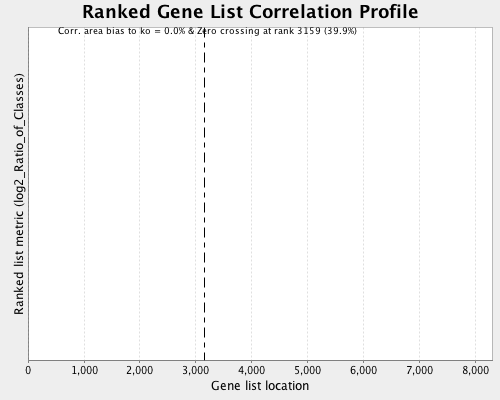 Ranked Gene List Correlation Profile
Corr. area bias to ko = 0.0% & Zero crossing at rank 3159 (39.9%)
Ranked list metric (log2_Ratio_of_Classes)
0 1,000 2,000 3,000 4,000 5,000 6,000 7,000 8,000
Gene list location